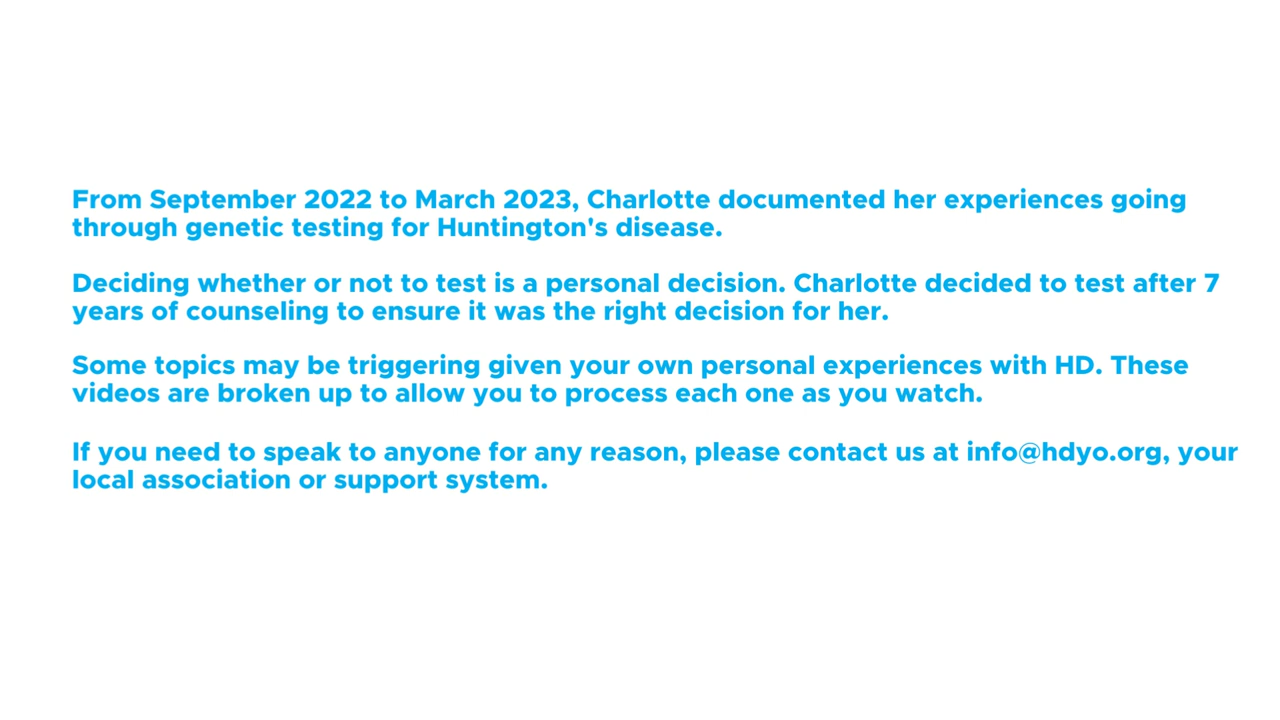 From September 2022 to March 2023, Charlotte documented her experiences going
through genetic testing for Huntington's disease.
Deciding whether or not to test is a personal decision. Charlotte decided to test after 7
years of counseling to ensure it was the right decision for her.
Some topics may be triggering given your own personal experiences with HD. These
videos are broken up to allow you to process each one as you watch.
If you need to speak to anyone for any reason, please contact us at info@hdyo.org, your
local association or support system.